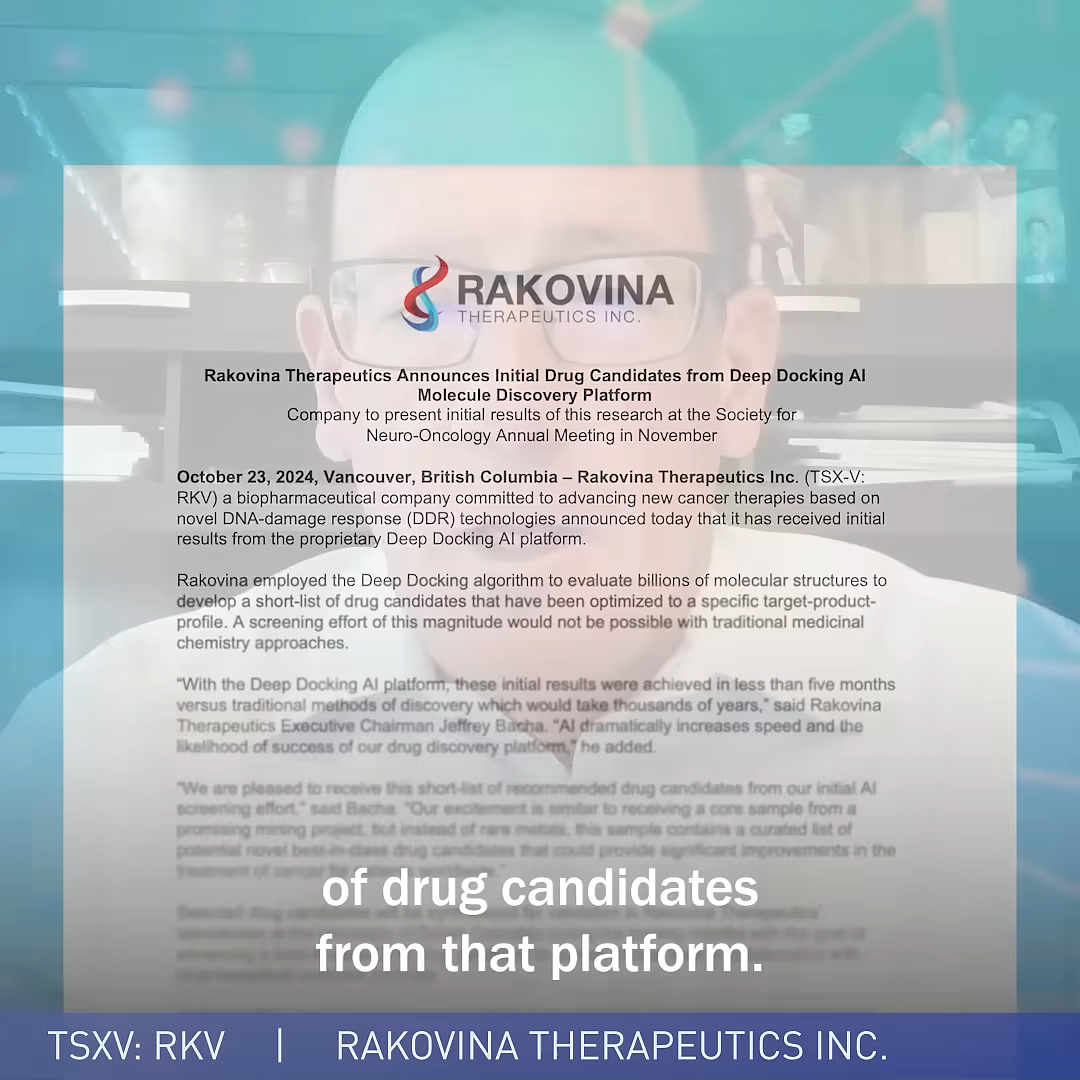 RAKOVINA
THERAPEUTICS INC.
Rakovina Therapeutics Announces Initial Drug Candidates from Deep Docking AI
Molecule Discovery Platform
Company to present initial results of this research at the Society for
Neuro-Oncology Annual Meeting in November
October 23, 2024, Vancouver, British Columbia – Rakovina Therapeutics Inc. (TSX-V:
RKV) a biopharmaceutical company committed to advancing new cancer therapies based on
novel DNA-damage response (DDR) technologies announced today that it has received initial
results from the proprietary Deep Docking AI platform.
Rakovina employed the Deep Docking algorithm to evaluate billions of molecular structures to
develop a short-list of drug candidates that have been optimized to a specific target-product-
profile. A screening effort of this magnitude would not be possible with traditional medicinal
chemistry approaches.
“With the Deep Docking AI platform, these initial results were achieved in less than five months
versus traditional methods of discovery which would take thousands of years,” said Rakovina
Therapeutics Executive Chairman Jeffrey Bacha. “AI dramatically increases speed and the
likelihood of success of our drug discovery platform,” he added.
“We are pleased to receive this short-list of recommended drug candidates from our initial AI
screening effort,” said Bacha. “Our excitement is similar to receiving a core sample from a
promising mining project, but instead of rare metals, this sample contains a curated list of
potential novel best-in-class drug candidates that could provide significant improvements in the
of drug candidates
from that platform.
TSXV: RKV | RAKOVINA THERAPEUTICS INC.